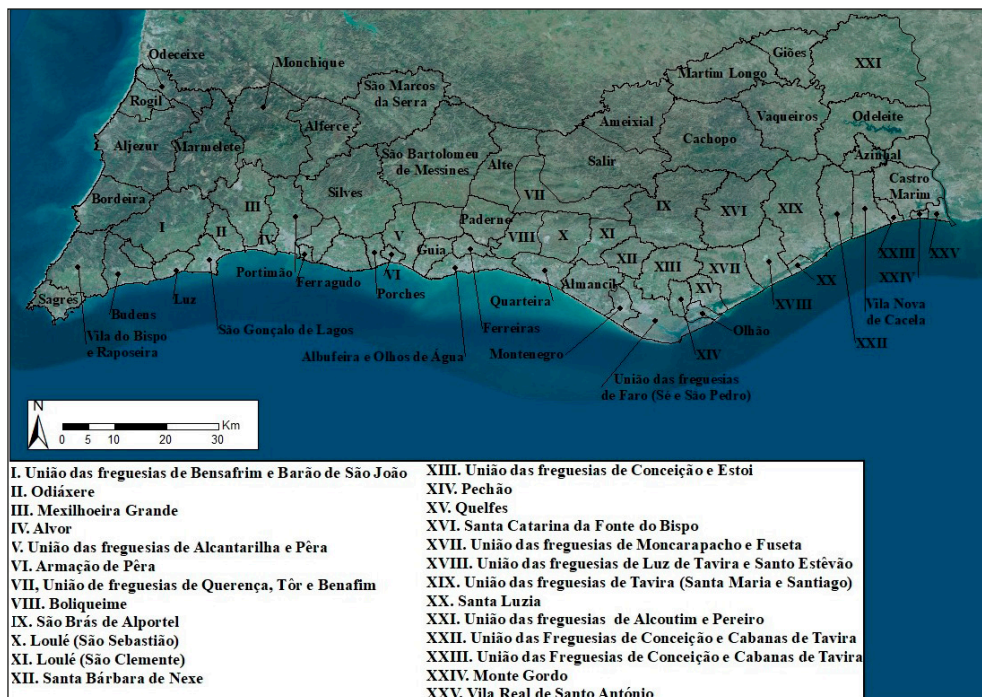 Odeceixe
Monchique
Giões
XXI
Rogil
São Marcos
da Serra
Martim Longo
Alferce
Ameixial
Vaqueiros
Odeleite
Aljezur
Marmelete
Cachopo
São Bartolomeu
de Messines
Alte
Salir
Azinhal
Silves
Castro
Marim
Bordeira
III
VII
IX
XVI
XIX
I
II
IV
V
Paderne
VIII
X
XI
Guia
XII
XIII
XVII
Portimão
VI
Almancil
XV
XXIII
XXV
Sagres
Ferragudo
Porches
Quarteira
XX
XXIV
Luz
XVIII
Budens
Olhão
Vila Nova
de Cacela
São Gonçalo de Lagos
Ferreiras
Vila do Bispo
e Raposeira
Albufeira e Olhos de Água
Montenegro
XIV
XXII
União das freguesias
de Faro (Sé e São Pedro)
N
Km
0 5 10 20 30
I. União das freguesias de Bensafrim e Barão de São João
II. Odiáxere
III. Mexilhoeira Grande
IV. Alvor
V. União das freguesias de Alcantarilha e Pêra
VI. Armação de Pêra
VII, União de freguesias de Querença, Tôr e Benafim
VIII. Boliqueime
IX. São Brás de Alportel
X. Loulé (São Sebastião)
XI. Loulé (São Clemente)
XII. Santa Bárbara de Nexe
XIII. União das freguesias de Conceição e Estoi
XIV. Pechão
XV. Quelfes
XVI. Santa Catarina da Fonte do Bispo
XVII. União das freguesias de Moncarapacho e Fuseta
XVIII. União das freguesias de Luz de Tavira e Santo Estêvão
XIX. União das freguesias de Tavira (Santa Maria e Santiago)
XX. Santa Luzia
XXI. União das freguesias de Alcoutim e Pereiro
XXII. União das Freguesias de Conceição e Cabanas de Tavira
XXIII. União das Freguesias de Conceição e Cabanas de Tavira
XXIV. Monte Gordo
XXV. Vila Real de Santo António